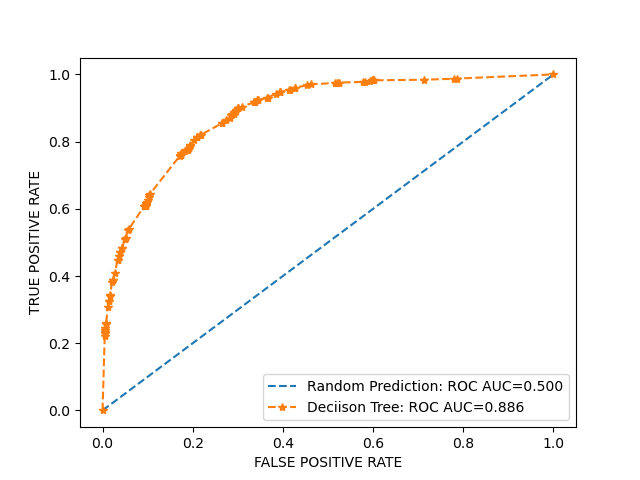 1.0
0.8
0.6
0.4
0.2
0.0
TRUE POSITIVE RATE
Random Prediction: ROC AUC=0.500
Deciison Tree: ROC AUC=0.886
0.0 0.2 0.4 0.6 0.8 1.0
FALSE POSITIVE RATE